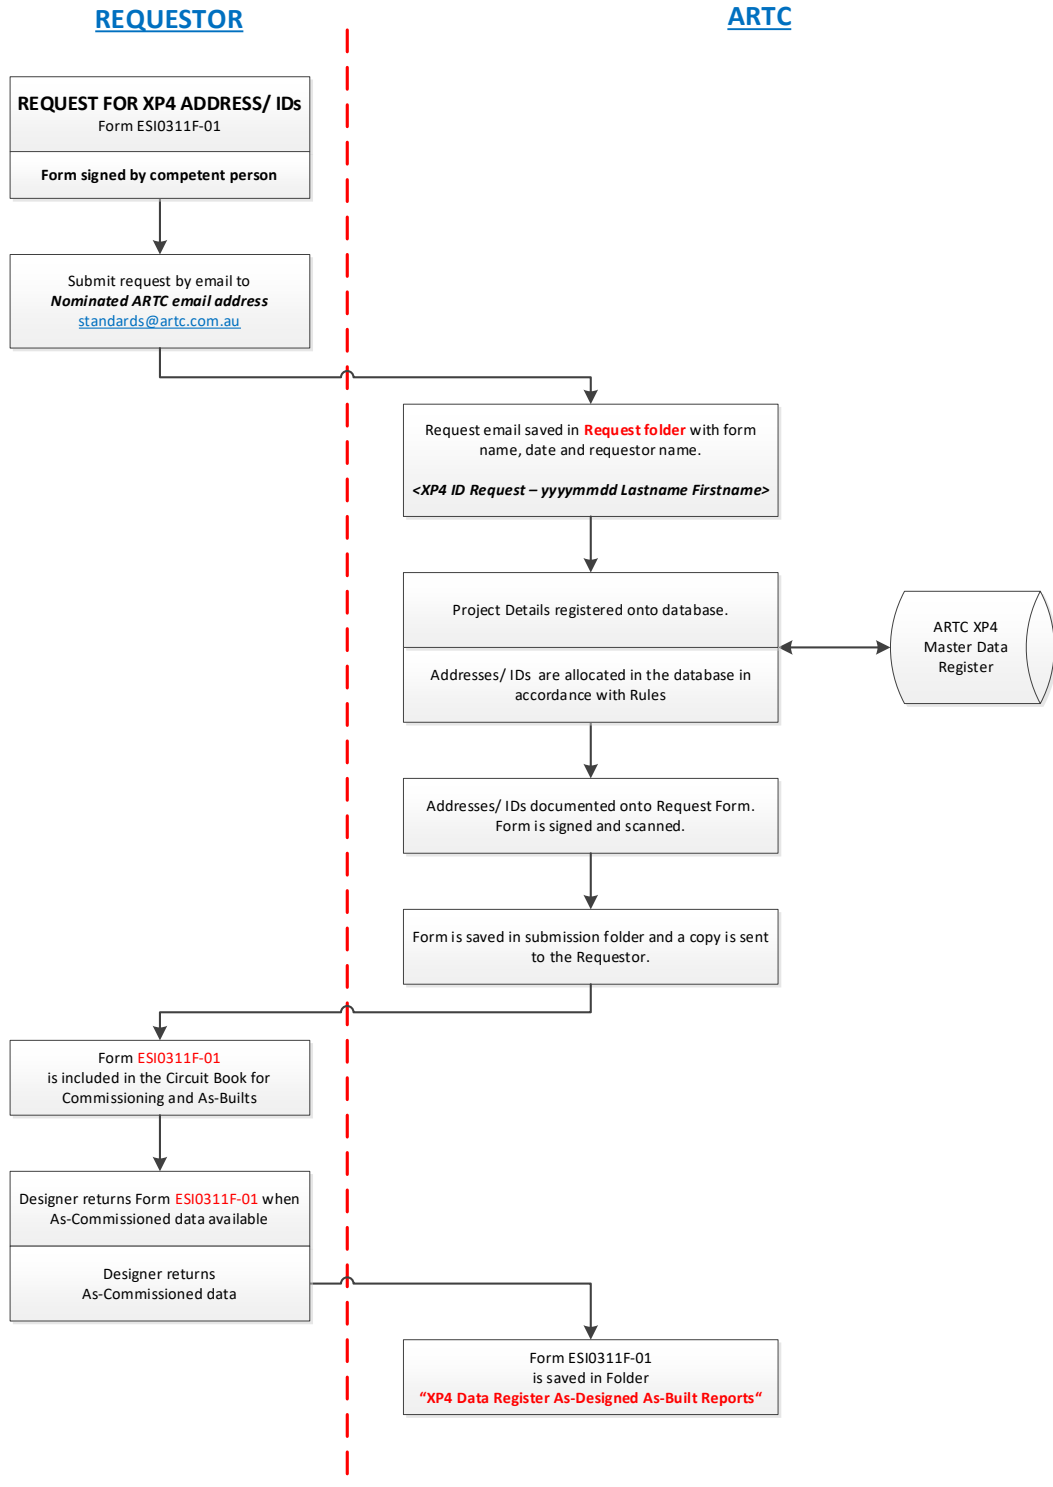 REQUESTOR
ARTC
REQUEST FOR XP4 ADDRESS/ IDs
Form ESI0311F-01
Form signed by competent person
Submit request by email to
Nominated ARTC email address
standards@artc.com.au
Request email saved in Request folder with form
name, date and requestor name.
<XP4 ID Request – yyyymmdd Lastname Firstname>
Project Details registered onto database.
Addresses/ IDs are allocated in the database in
accordance with Rules
ARTC XP4
Master Data
Register
Addresses/ IDs documented onto Request Form.
Form is signed and scanned.
Form is saved in submission folder and a copy is sent
to the Requestor.
Form ESI0311F-01
is included in the Circuit Book for
Commissioning and As-Builts
Designer returns Form ESI0311F-01 when
As-Commissioned data available
Designer returns
As-Commissioned data
Form ESI0311F-01
is saved in Folder
“XP4 Data Register As-Designed As-Built Reports“